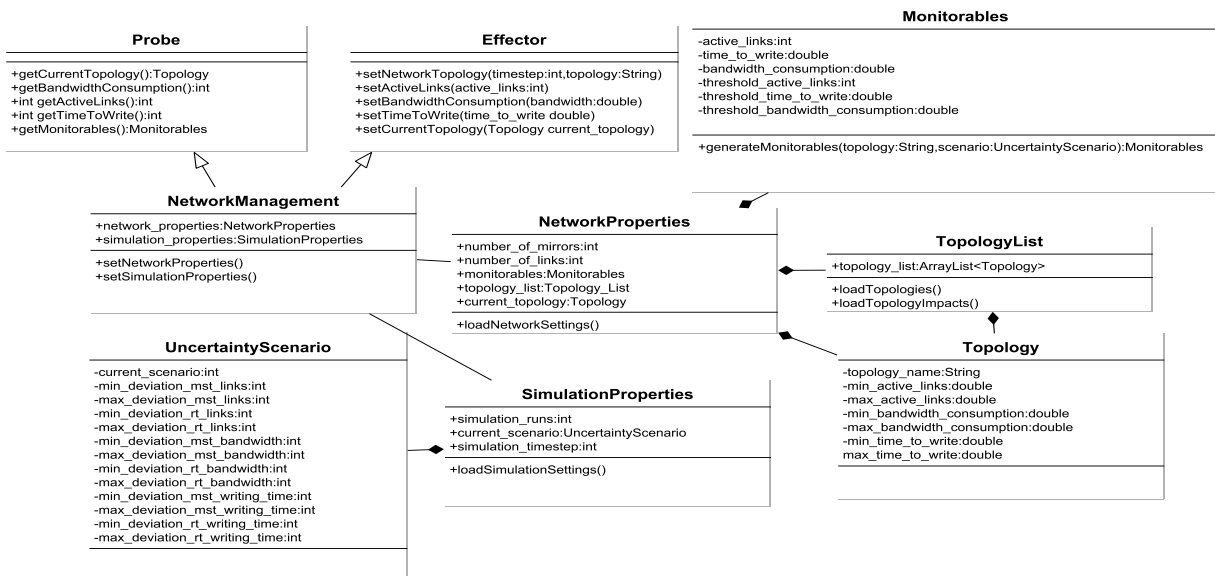 Probe
+getCurrentTopology():Topology
+getBandwidthConsumption():int
+int getActiveLinks():int
+int getTimeToWrite():int
+getMonitorables():Monitorables
Effector
+setNetworkTopology(timestep:int,topology:String)
+setActiveLinks(active_links:int)
+setBandwidthConsumption(bandwidth:double)
+setTimeToWrite(time_to_write double)
+setCurrentTopology(Topology current_topology)
Monitorables
-active_links:int
-time_to_write:double
-bandwidth_consumption:double
-threshold_active_links:int
-threshold_time_to_write:double
-threshold_bandwidth_consumption:double
+generateMonitorables(topology:String,scenario:UncertaintyScenario):Monitorables
NetworkManagement
+network_properties:NetworkProperties
+simulation_properties:SimulationProperties
+setNetworkProperties()
+setSimulationProperties()
NetworkProperties
+number_of_mirrors:int
+number_of_links:int
+monitorables:Monitorables
+topology_list:Topology_List
+current_topology:Topology
+loadNetworkSettings()
TopologyList
+topology_list:ArrayList<Topology>
+loadTopologies()
+loadTopologyImpacts()
UncertaintyScenario
-current_scenario:int
-min_deviation_mst_links:int
-max_deviation_mst_links:int
-min_deviation_rt_links:int
-max_deviation_rt_links:int
-min_deviation_mst_bandwidth:int
-max_deviation_mst_bandwidth:int
-min_deviation_rt_bandwidth:int
-max_deviation_rt_bandwidth:int
-min_deviation_mst_writing_time:int
-max_deviation_mst_writing_time:int
-min_deviation_rt_writing_time:int
-max_deviation_rt_writing_time:int
SimulationProperties
+simulation_runs:int
+current_scenario:UncertaintyScenario
+simulation_timestep:int
+loadSimulationSettings()
Topology
-topology_name:String
-min_active_links:double
-max_active_links:double
-min_bandwidth_consumption:double
-max_bandwidth_consumption:double
-min_time_to_write:double
max_time_to_write:double